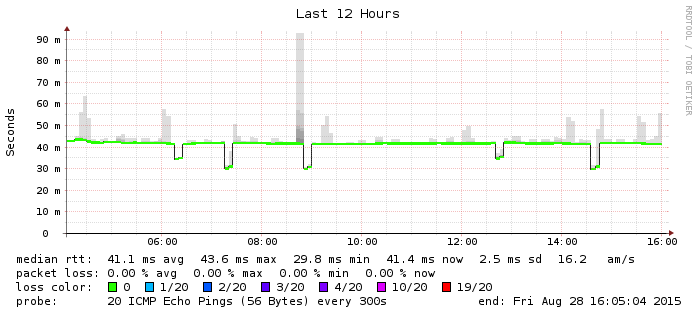 Last 12 Hours
RRDTOOL / TOBI OETIKER
Seconds
90 m
80 m
70 m
60 m
50 m
40 m
30 m
20 m
10 m
0
06:00 08:00 10:00 12:00 14:00 16:00
median rtt: 41.1 ms avg 43.6 ms max 29.8 ms min 41.4 ms now 2.5 ms sd 16.2 am/s
packet loss: 0.00 % avg 0.00 % max 0.00 % min 0.00 % now
loss color: 0 1/20 2/20 3/20 4/20 10/20 19/20
probe: 20 ICMP Echo Pings (56 Bytes) every 300s end: Fri Aug 28 16:05:04 2015